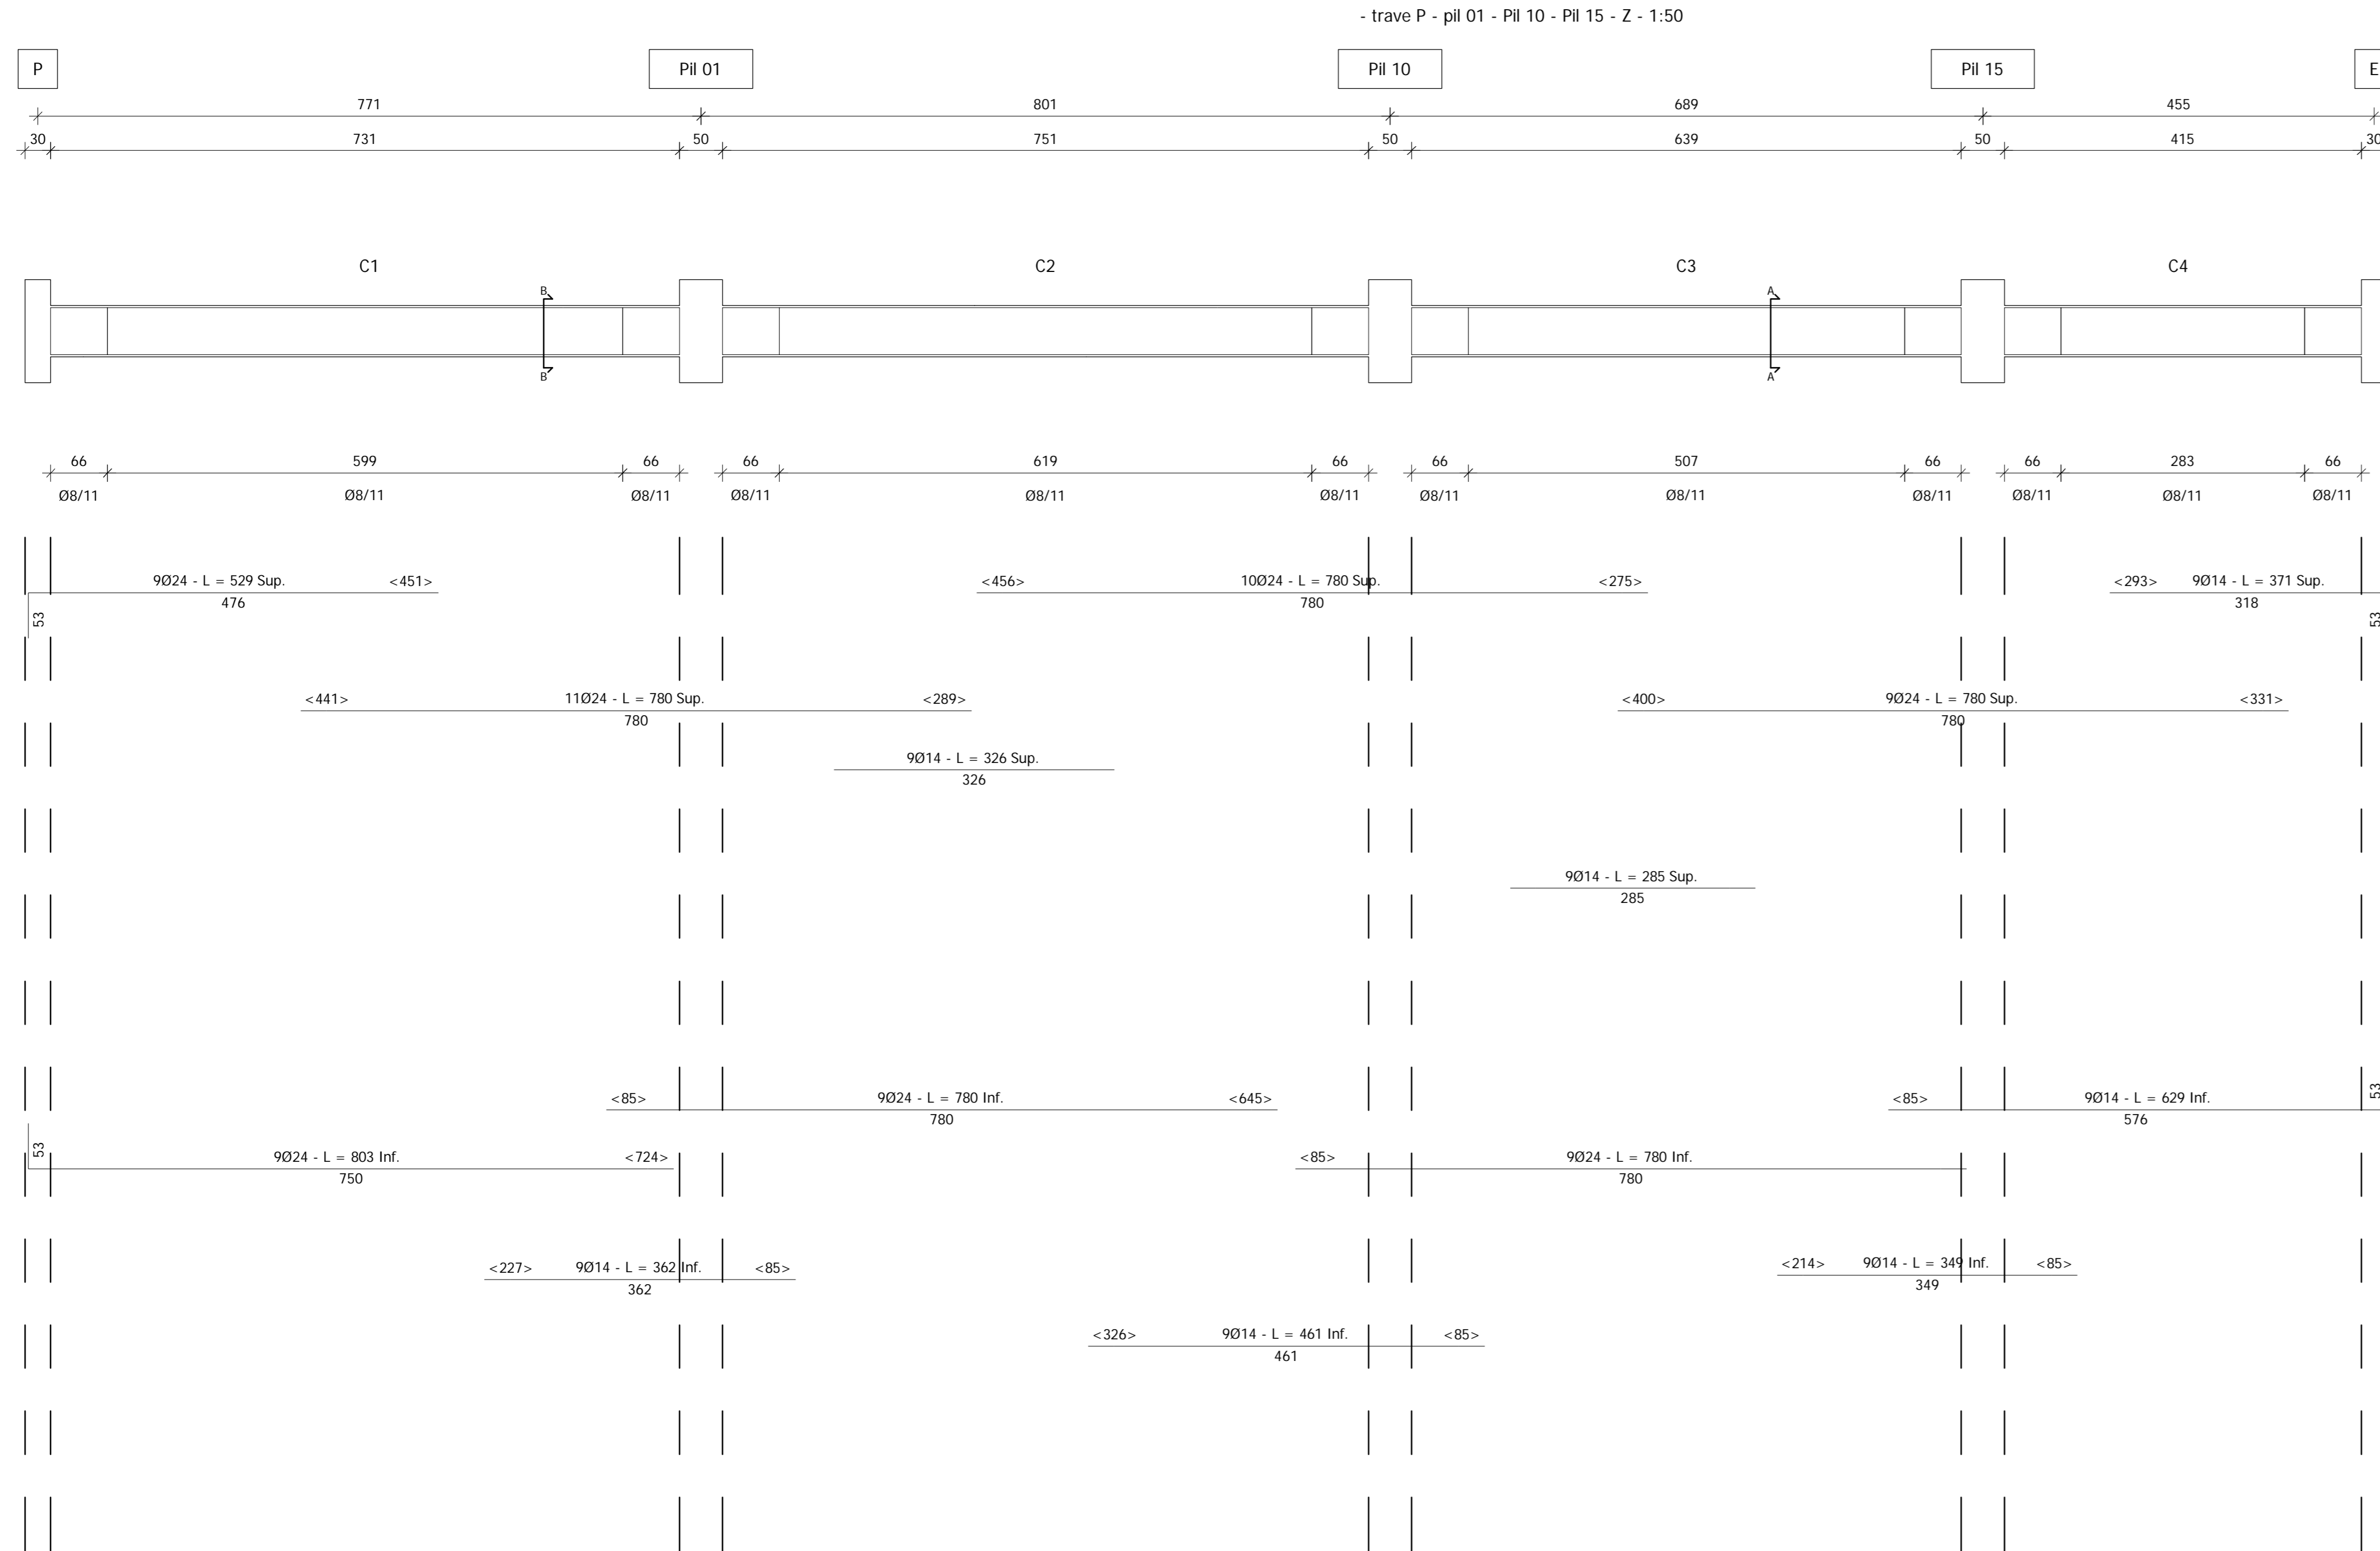 - trave P - pil 01 - Pil 10 - Pil 15 - Z - 1:50
P Pil 01 Pil 10 Pil 15 E
771 801 689 455
30 731 50 751 50 639 50 415 30
C1 C2 C3 C4
B A
B A
66 599 66 66 619 66 66 507 66 66 283 66
Ø8/11 Ø8/11 Ø8/11 Ø8/11 Ø8/11 Ø8/11 Ø8/11 Ø8/11 Ø8/11 Ø8/11 Ø8/11 Ø8/11
9Ø24 - L = 529 Sup. <451> <456> 10Ø24 - L = 780 Sup. <275> <293> 9Ø14 - L = 371 Sup.
476 780 318
53 53
<441> 11Ø24 - L = 780 Sup. <289> <400> 9Ø24 - L = 780 Sup. <331>
780 780
9Ø14 - L = 326 Sup.
326
9Ø14 - L = 285 Sup.
285
53
<85> 9Ø24 - L = 780 Inf. <645> <85> 9Ø14 - L = 629 Inf.
780 576
53
9Ø24 - L = 803 Inf. <724> <85> 9Ø24 - L = 780 Inf.
750 780
<227> 9Ø14 - L = 362 Inf. <85> <214> 9Ø14 - L = 349 Inf. <85>
362 349
<326> 9Ø14 - L = 461 Inf. <85>
461